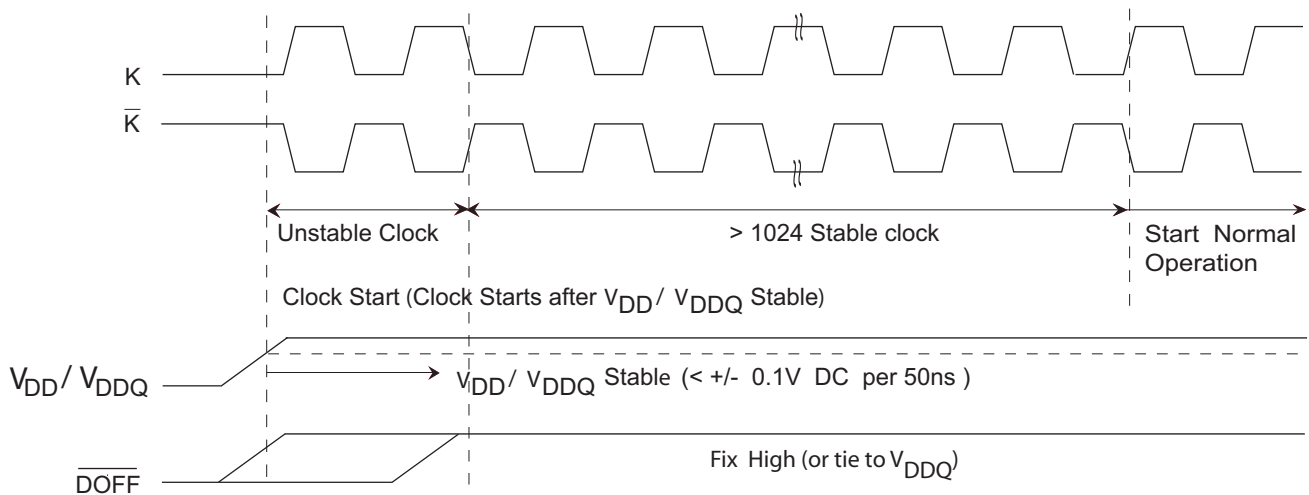 K
K̅
Unstable Clock
> 1024 Stable clock
Start Normal
Operation
Clock Start (Clock Starts after VDD / VDDQ Stable)
VDD / VDDQ
VDD / VDDQ Stable (< +/- 0.1V DC per 50ns )
D̅O̅F̅F̅
Fix High (or tie to VDDQ)